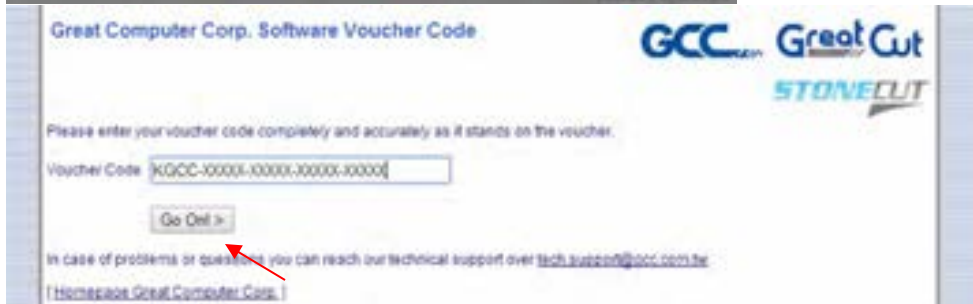 Great Computer Corp. Software Voucher Code
GCC GreatCut
STONECUT
Please enter your voucher code completely and accurately as it stands on the voucher.
Voucher Code KGCC-XXXXX-XXXXX-XXXXX-XXXXX
Go On! >
In case of problems or questions you can reach our technical support over tech.support@gcc.com.tw
[ Homepage Great Computer Corp. ]